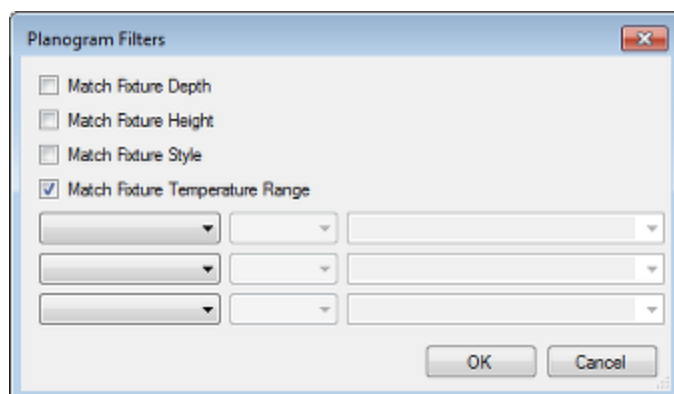 Planogram Filters
Match Fixture Depth
Match Fixture Height
Match Fixture Style
Match Fixture Temperature Range
OK Cancel